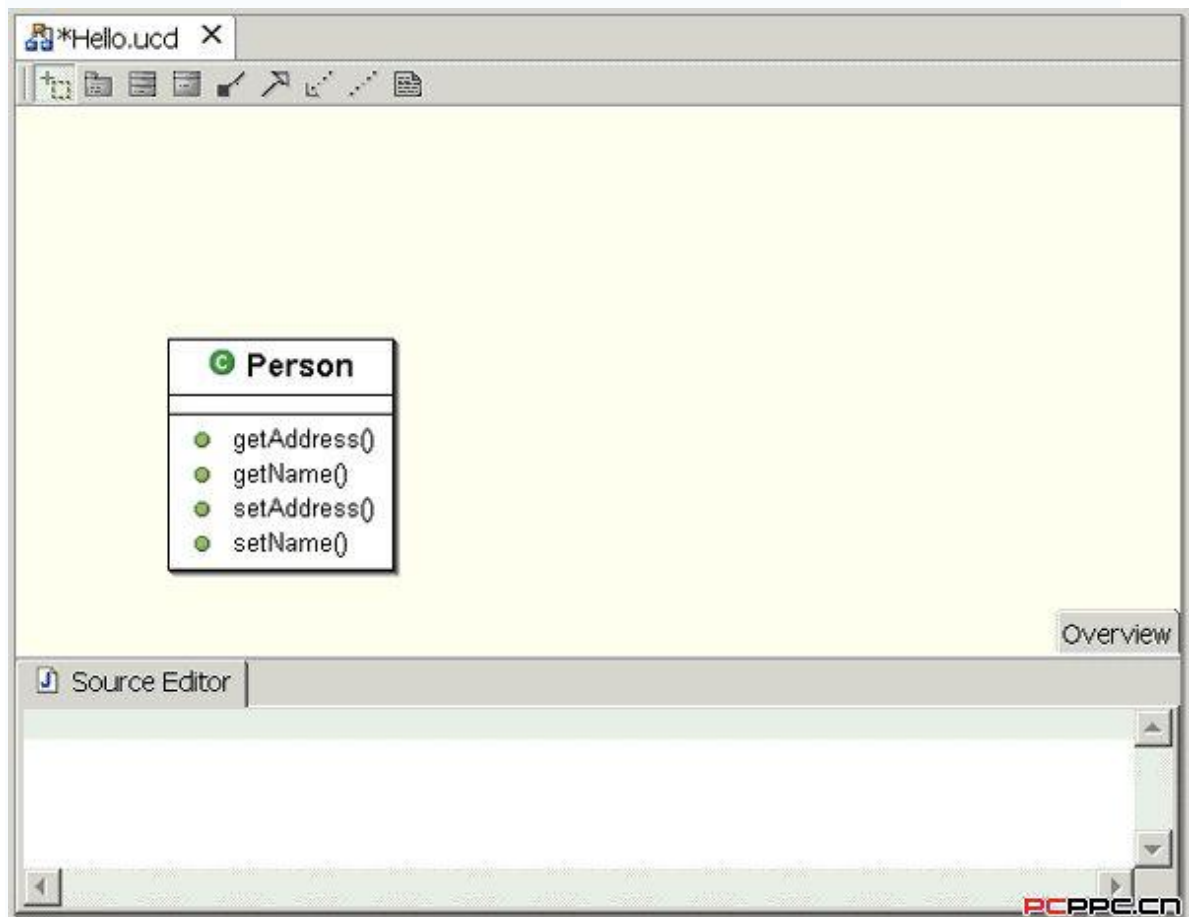 *Hello.ucd
Person
getAddress()
getName()
setAddress()
setName()
Overview
Source Editor
PCPPC.CN